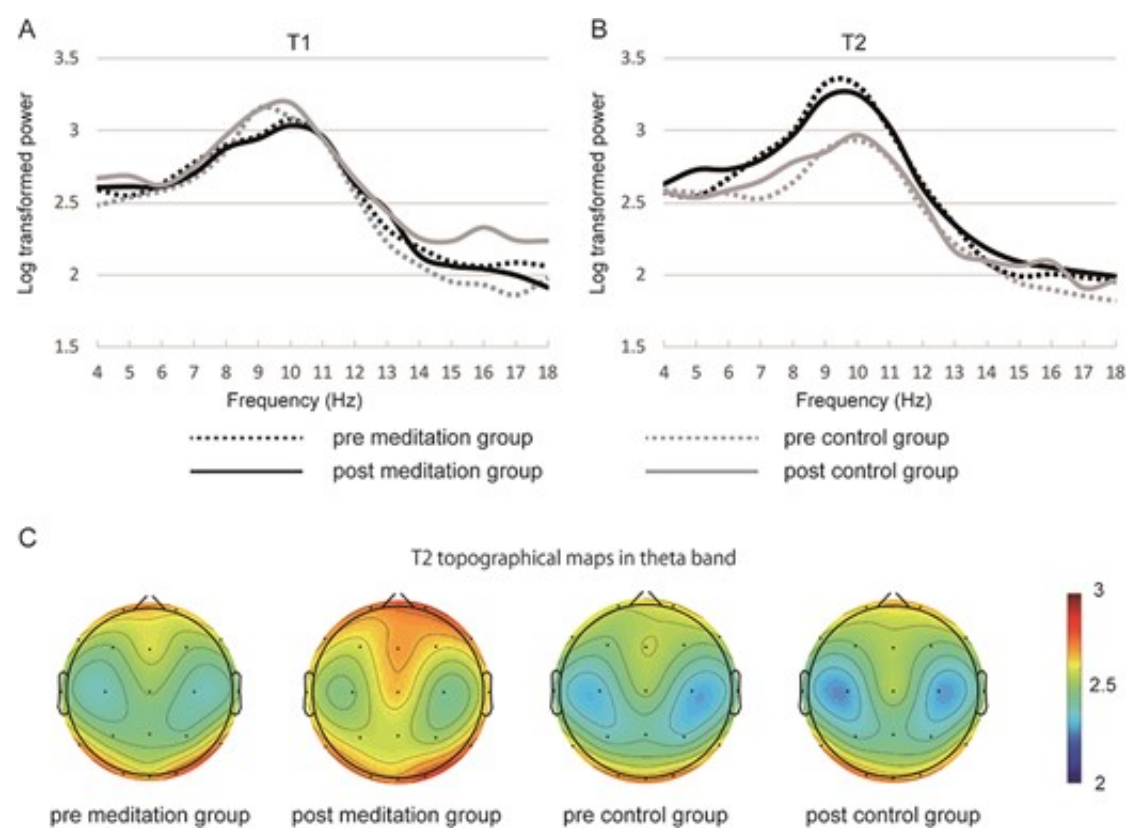 A
T1
3.5
3
2.5
2
1.5
Log transformed power
4 5 6 7 8 9 10 11 12 13 14 15 16 17 18
Frequency (Hz)
B
T2
3.5
3
2.5
2
1.5
Log transformed power
4 5 6 7 8 9 10 11 12 13 14 15 16 17 18
Frequency (Hz)
pre meditation group
pre control group
post meditation group
post control group
C
T2 topographical maps in theta band
3
2.5
2
pre meditation group
post meditation group
pre control group
post control group